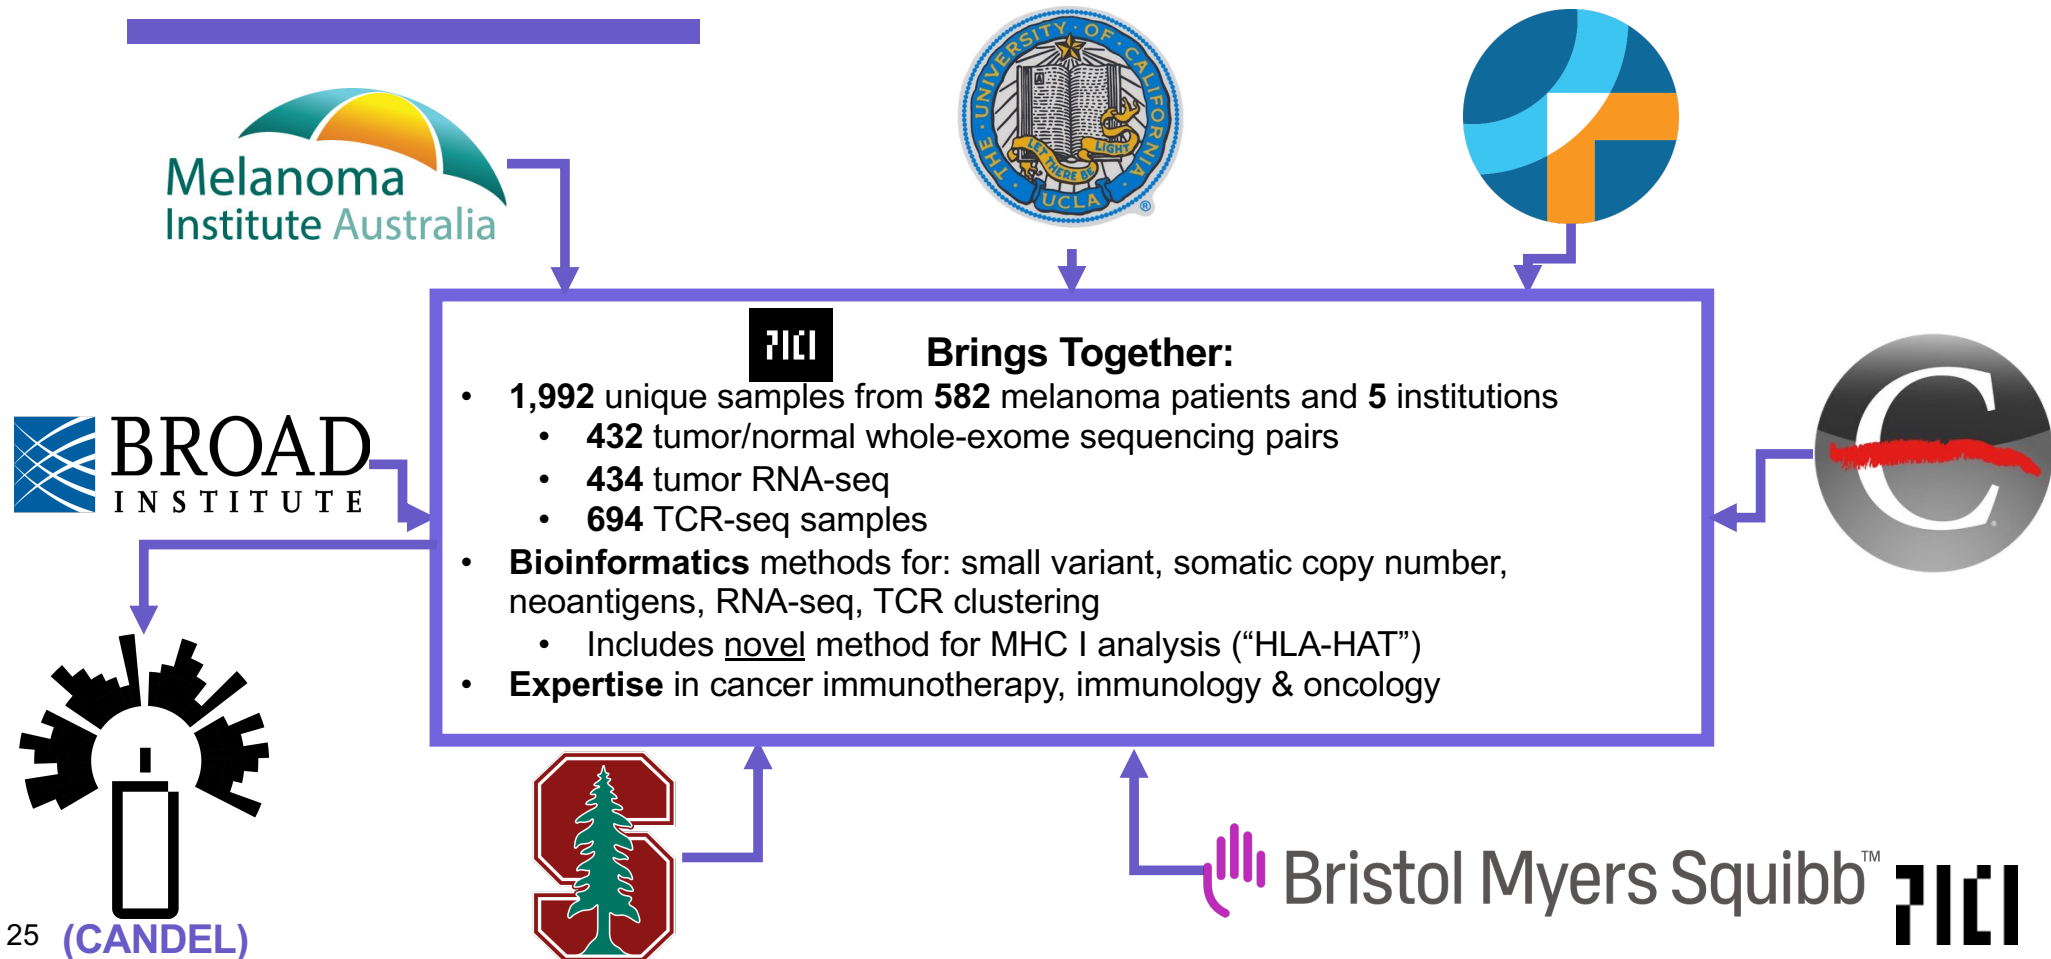 Melanoma
Institute Australia
· THE · UNIVERSITY · OF · CALIFORNIA ·
A
LET THERE BE LIGHT
UCLA
®
PICI
Brings Together:
• 1,992 unique samples from 582 melanoma patients and 5 institutions
• 432 tumor/normal whole-exome sequencing pairs
• 434 tumor RNA-seq
• 694 TCR-seq samples
• Bioinformatics methods for: small variant, somatic copy number,
neoantigens, RNA-seq, TCR clustering
• Includes novel method for MHC I analysis (“HLA-HAT”)
• Expertise in cancer immunotherapy, immunology & oncology
BROAD
INSTITUTE
C
S
Bristol Myers Squibb™
PICI
25
(CANDEL)